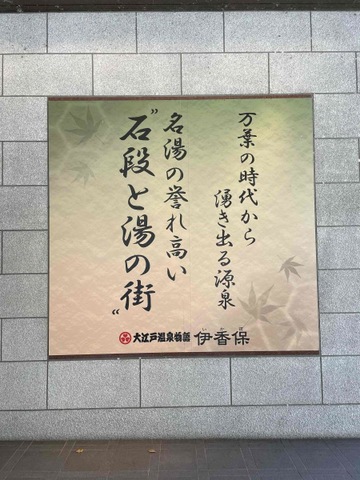 万葉の時代から
湧き出る源泉
名湯の誉れ高い
"石段と湯の街"
大江戸温泉物語 伊香保